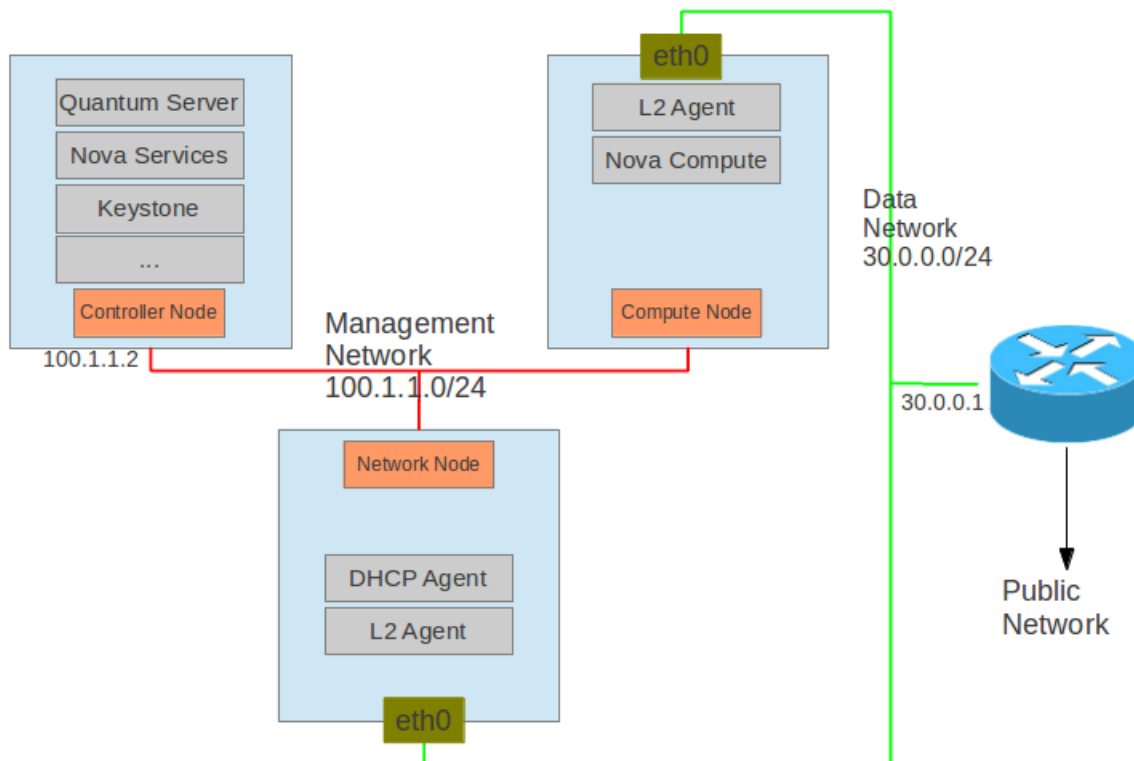 eth0
Quantum Server
Nova Services
Keystone
...
Controller Node
100.1.1.2
L2 Agent
Nova Compute
Compute Node
Management
Network
100.1.1.0/24
Data
Network
30.0.0.0/24
30.0.0.1
Network Node
DHCP Agent
L2 Agent
eth0
Public
Network